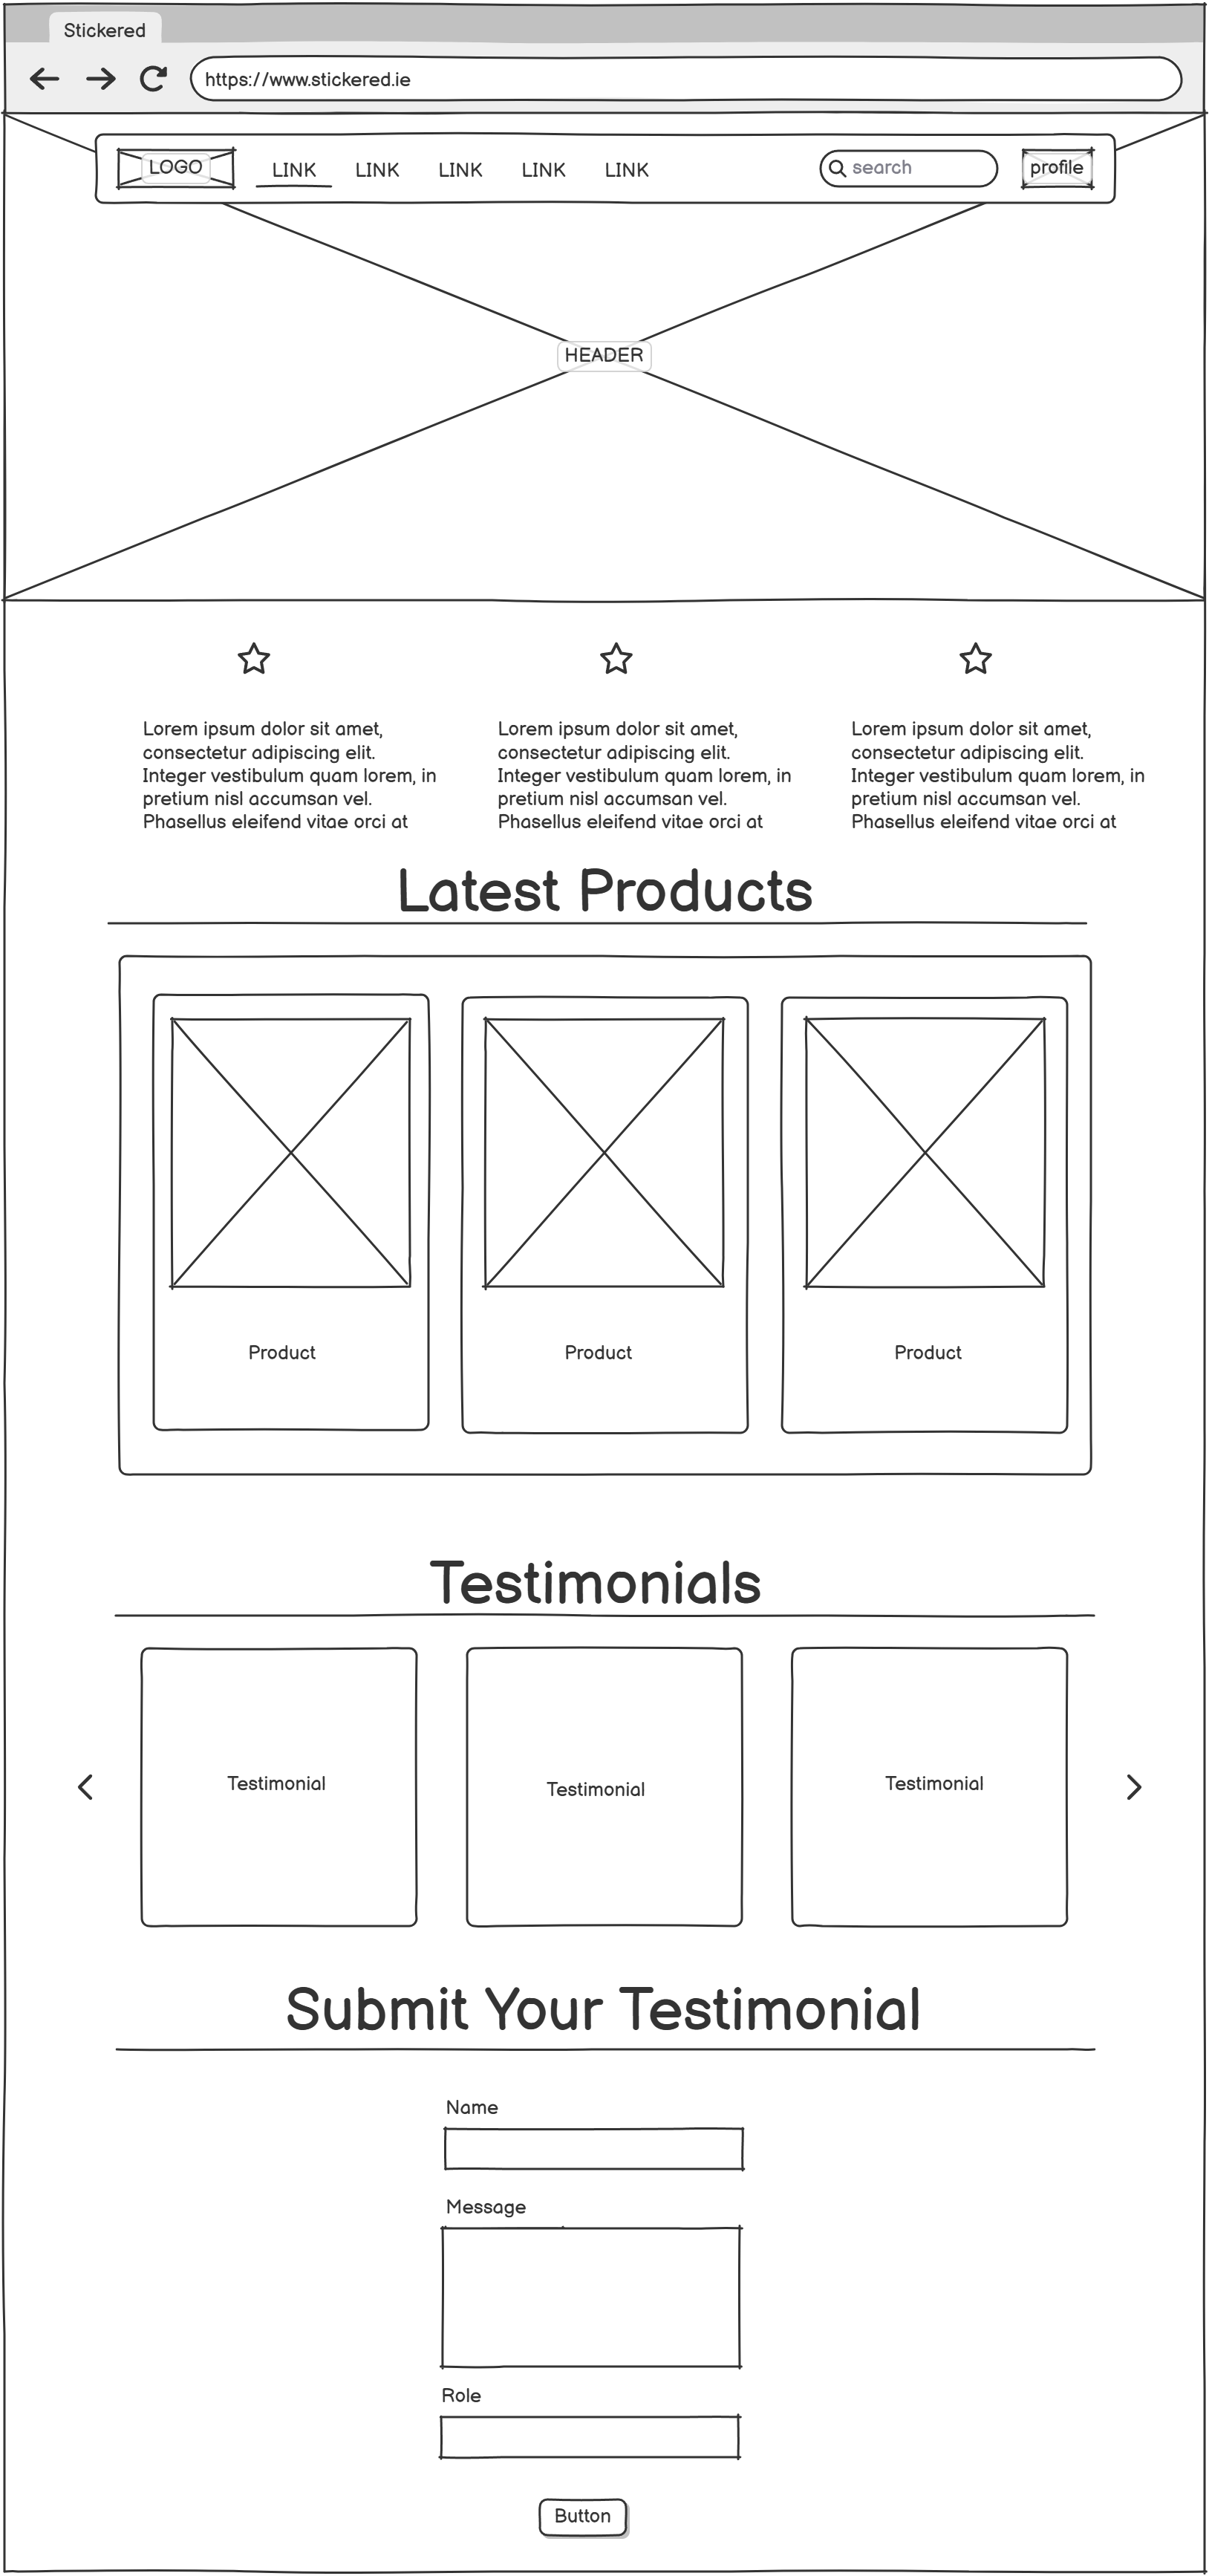 Stickered
https://www.stickered.ie
LOGO LINK LINK LINK LINK LINK search profile
HEADER
Lorem ipsum dolor sit amet,
consectetur adipiscing elit.
Integer vestibulum quam lorem, in
pretium nisl accumsan vel.
Phasellus eleifend vitae orci at
Lorem ipsum dolor sit amet,
consectetur adipiscing elit.
Integer vestibulum quam lorem, in
pretium nisl accumsan vel.
Phasellus eleifend vitae orci at
Lorem ipsum dolor sit amet,
consectetur adipiscing elit.
Integer vestibulum quam lorem, in
pretium nisl accumsan vel.
Phasellus eleifend vitae orci at
Latest Products
Product Product Product
Testimonials
Testimonial Testimonial Testimonial
Submit Your Testimonial
Name
Message
Role
Button